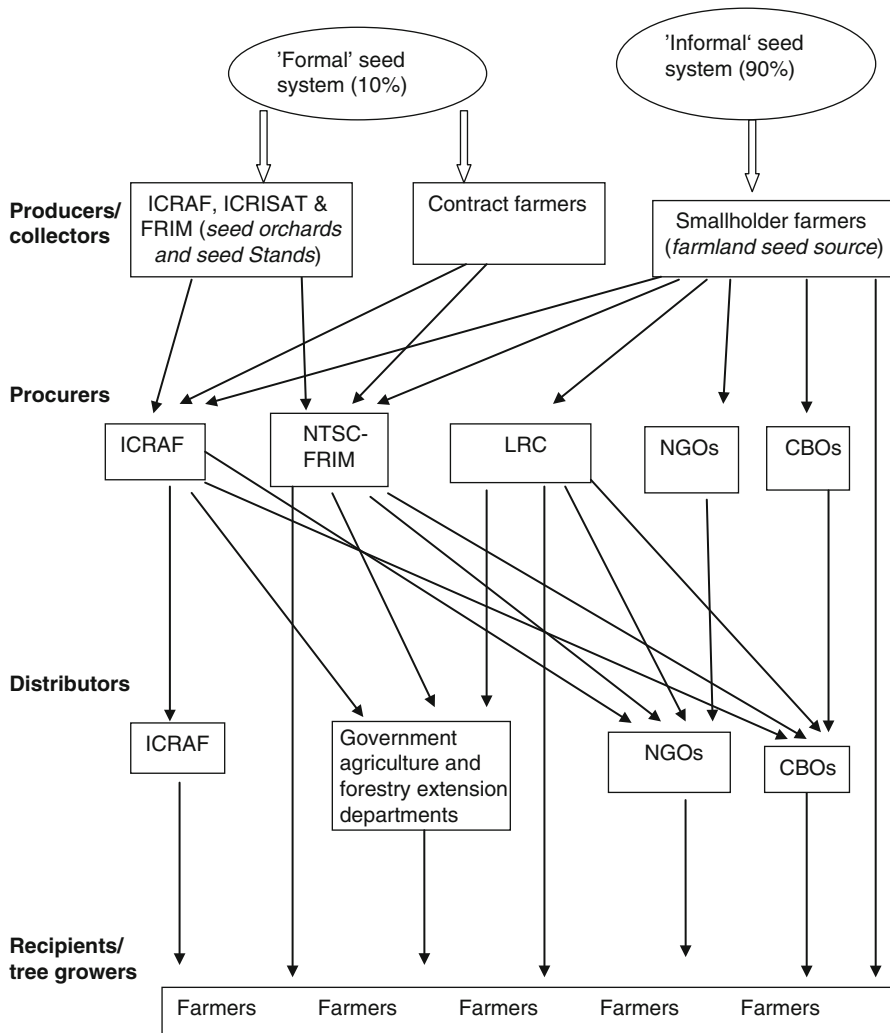 ’Formal’ seed
system (10%)
’Informal‘ seed
system (90%)
Producers/
collectors
ICRAF, ICRISAT &
FRIM (seed orchards
and seed Stands)
Contract farmers
Smallholder farmers
(farmland seed source)
Procurers
ICRAF
NTSC-
FRIM
LRC
NGOs
CBOs
Distributors
ICRAF
Government
agriculture and
forestry extension
departments
NGOs
CBOs
Recipients/
tree growers
Farmers Farmers Farmers Farmers Farmers